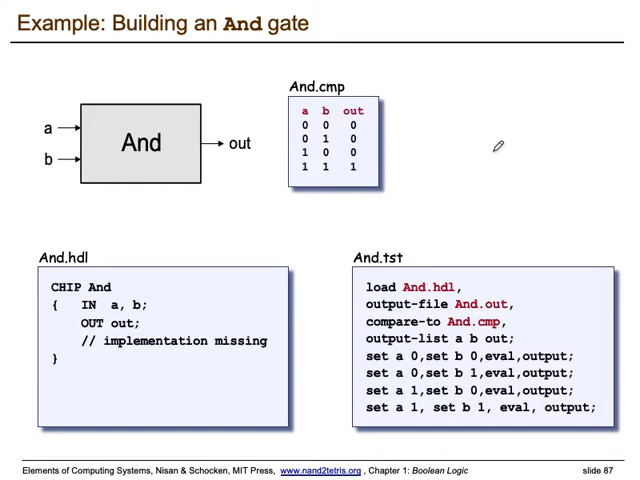 Example: Building an And gate
And.cmp
a b out
0 0 0
0 1 0
1 0 0
1 1 1
a
b
And
out
And.hdl
CHIP And
{ IN a, b;
OUT out;
// implementation missing
}
And.tst
load And.hdl,
output-file And.out,
compare-to And.cmp,
output-list a b out;
set a 0,set b 0,eval,output;
set a 0,set b 1,eval,output;
set a 1,set b 0,eval,output;
set a 1, set b 1, eval, output;
Elements of Computing Systems, Nisan & Schocken, MIT Press, www.nand2tetris.org , Chapter 1: Boolean Logic
slide 87